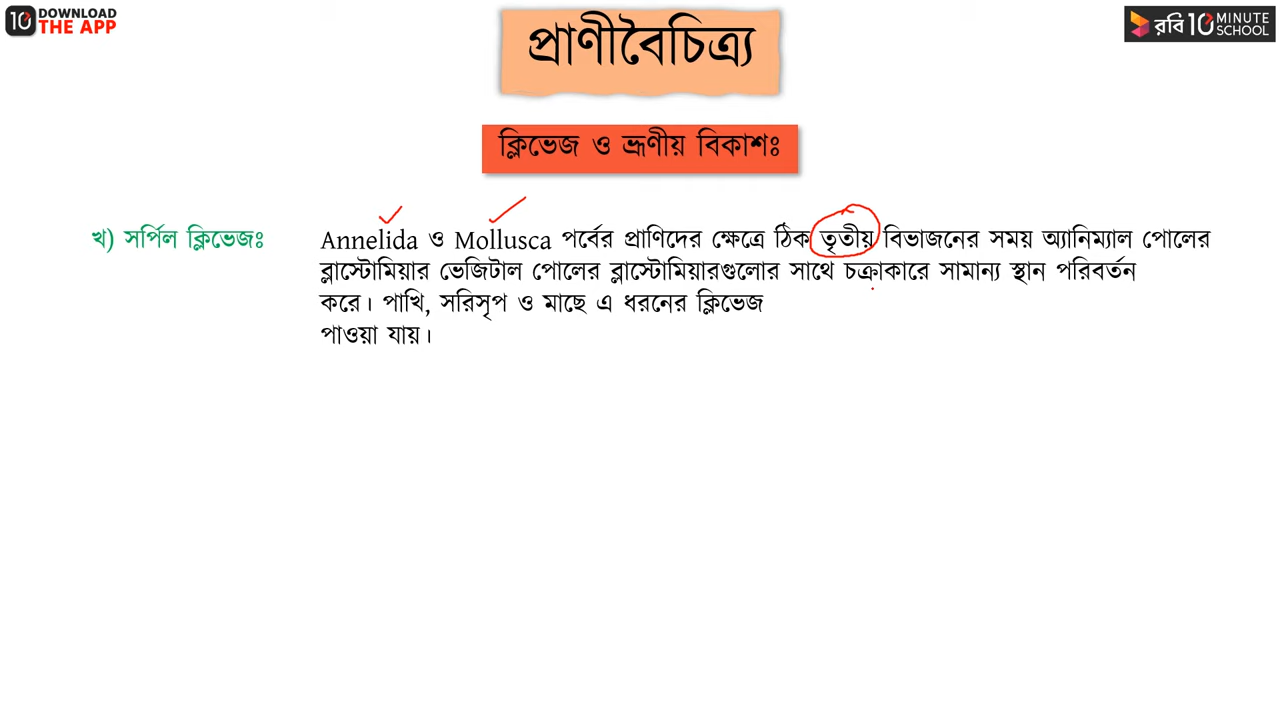 10 DOWNLOAD THE APP
রবি 10 MINUTE SCHOOL
প্রাণীবৈচিত্র্য
ক্লিভেজ ও ভ্রূণীয় বিকাশঃ
খ) সর্পিল ক্লিভেজঃ
Annelida ও Mollusca পর্বের প্রাণিদের ক্ষেত্রে ঠিক তৃতীয় বিভাজনের সময় অ্যানিম্যাল পোলের
ব্লাস্টোমিয়ার ভেজিটাল পোলের ব্লাস্টোমিয়ারগুলোর সাথে চক্রাকারে সামান্য স্থান পরিবর্তন
করে। পাখি, সরিসৃপ ও মাছে এ ধরনের ক্লিভেজ
পাওয়া যায়।